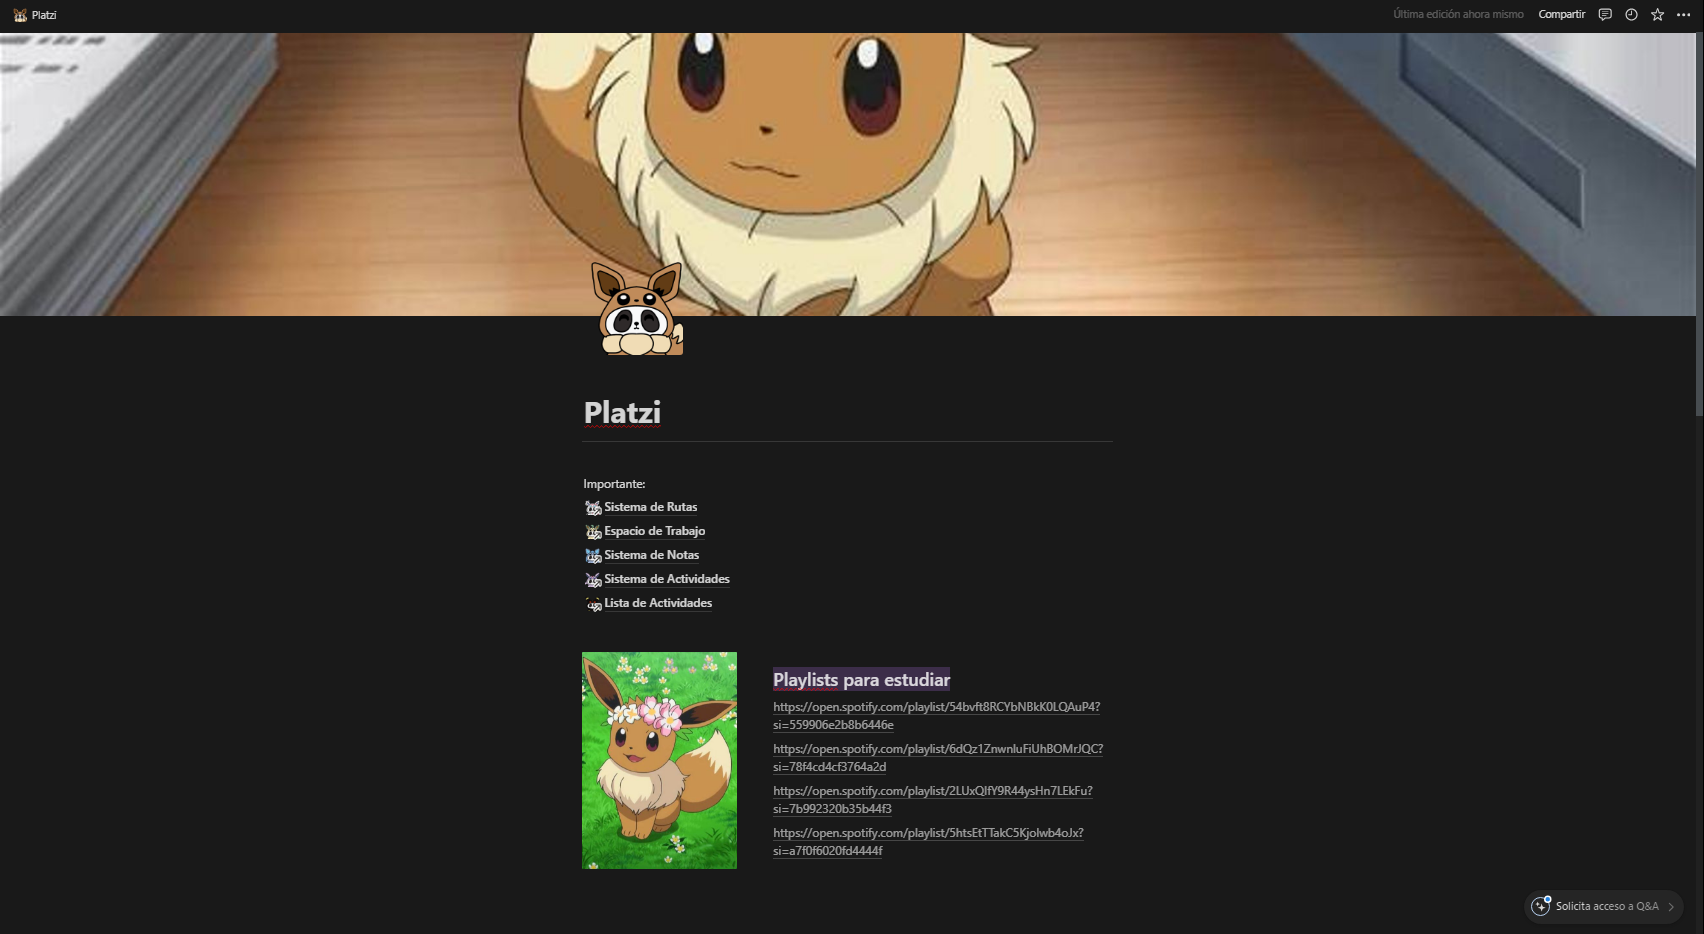 Platzi
Última edición ahora mismo
Compartir
Platzi
Importante:
Sistema de Rutas
Espacio de Trabajo
Sistema de Notas
Sistema de Actividades
Lista de Actividades
Playlists para estudiar
https://open.spotify.com/playlist/54bvft8RCYbNBkK0LQAuP4?
si=559906e2b8b6446e
https://open.spotify.com/playlist/6dQz1ZnwnluFiUhBOMrJQC?
si=78f4cd4cf3764a2d
https://open.spotify.com/playlist/2LUxQlfY9R44ysHn7LEkFu?
si=7b992320b35b44f3
https://open.spotify.com/playlist/5htsEtTTakC5Kjolwb4oJx?
si=a7f0f6020fd4444f
Solicita acceso a Q&A